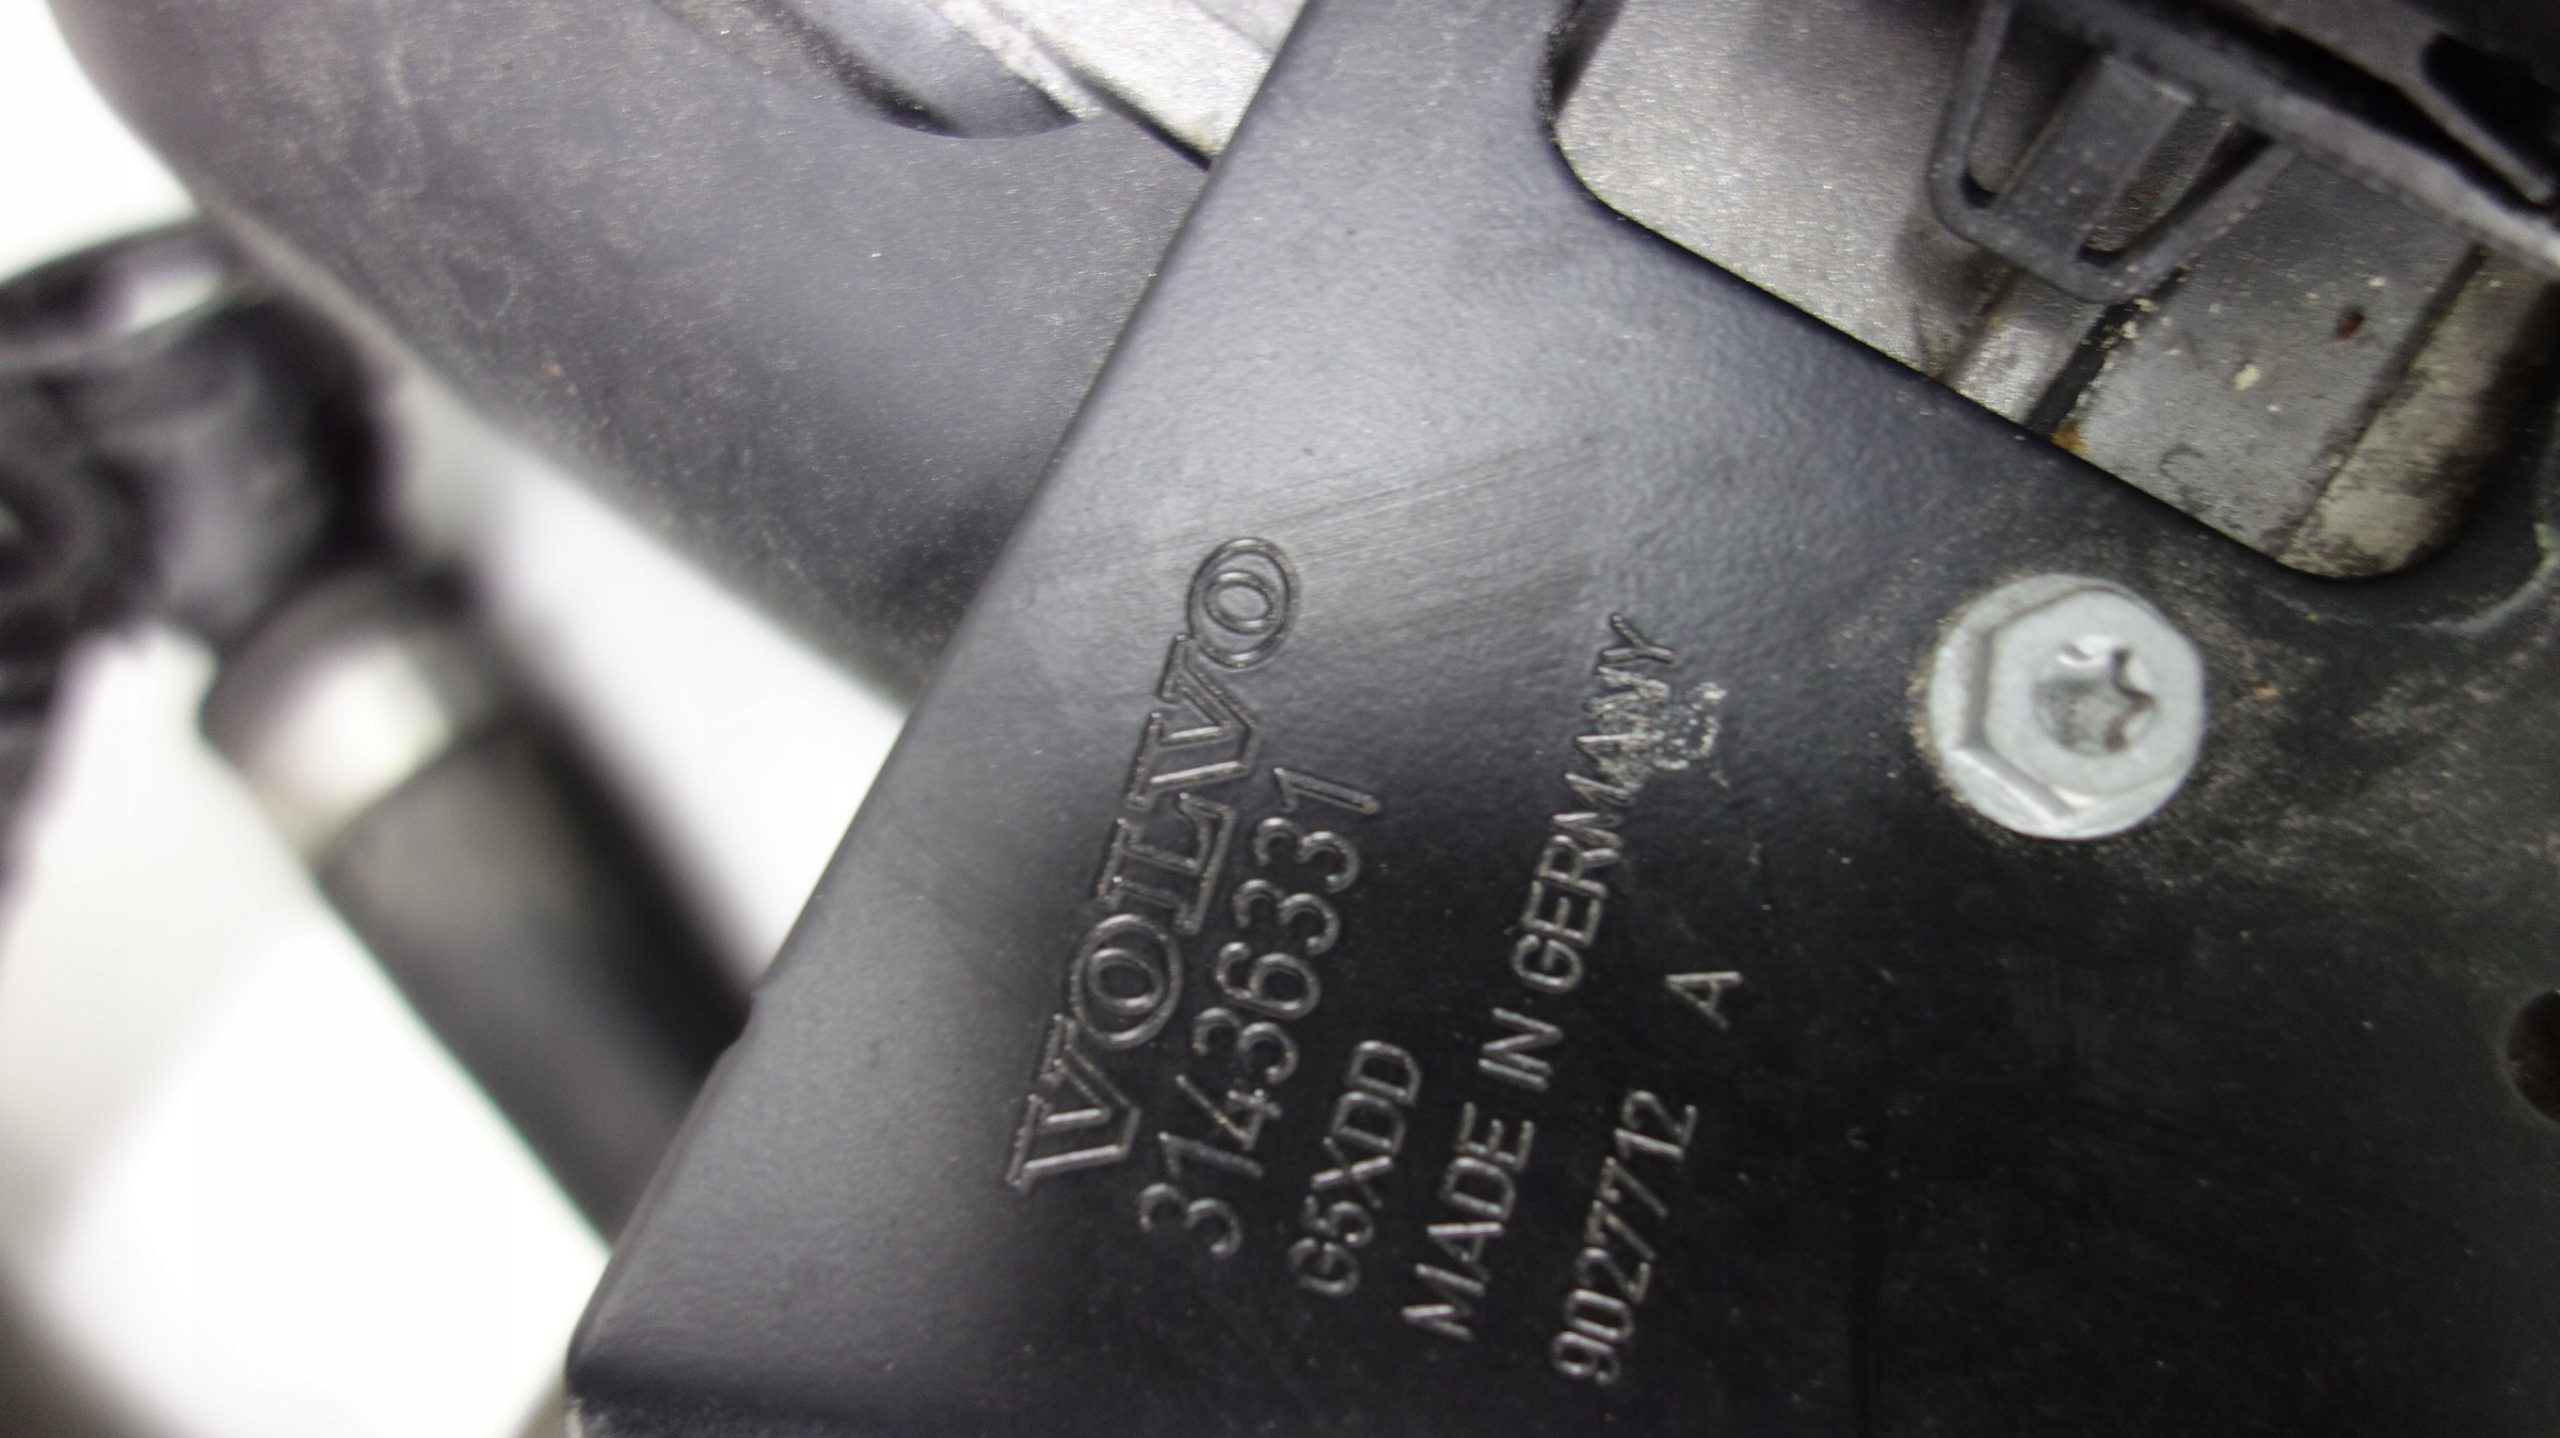 VOLVO
31436331
G5XDD
MADE IN GERMANY
9027712 A